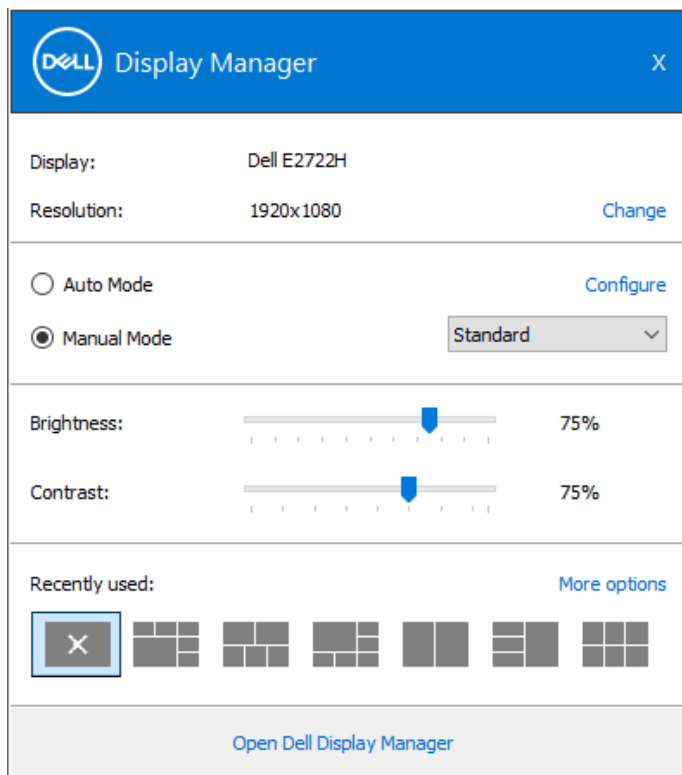 DELL Display Manager X
Display: Dell E2722H
Resolution: 1920x1080 Change
Auto Mode Configure
Manual Mode Standard
Brightness: 75%
Contrast: 75%
Recently used: More options
Open Dell Display Manager